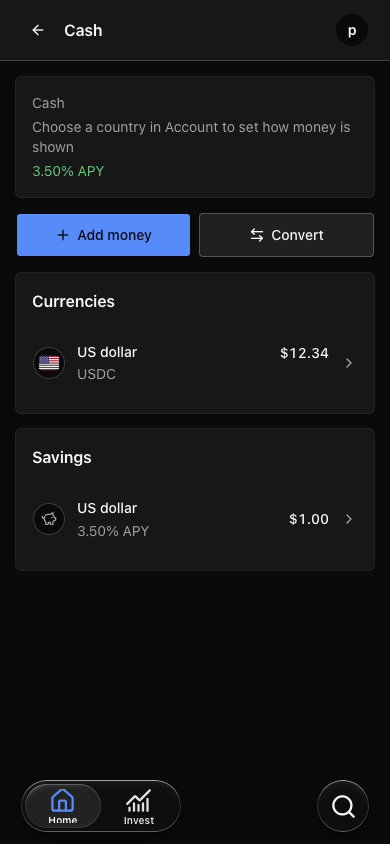 Cash
p
Cash
Choose a country in Account to set how money is
shown
3.50% APY
Add money
Convert
Currencies
US dollar
$12.34
USDC
Savings
US dollar
$1.00
3.50% APY
Home
Invest